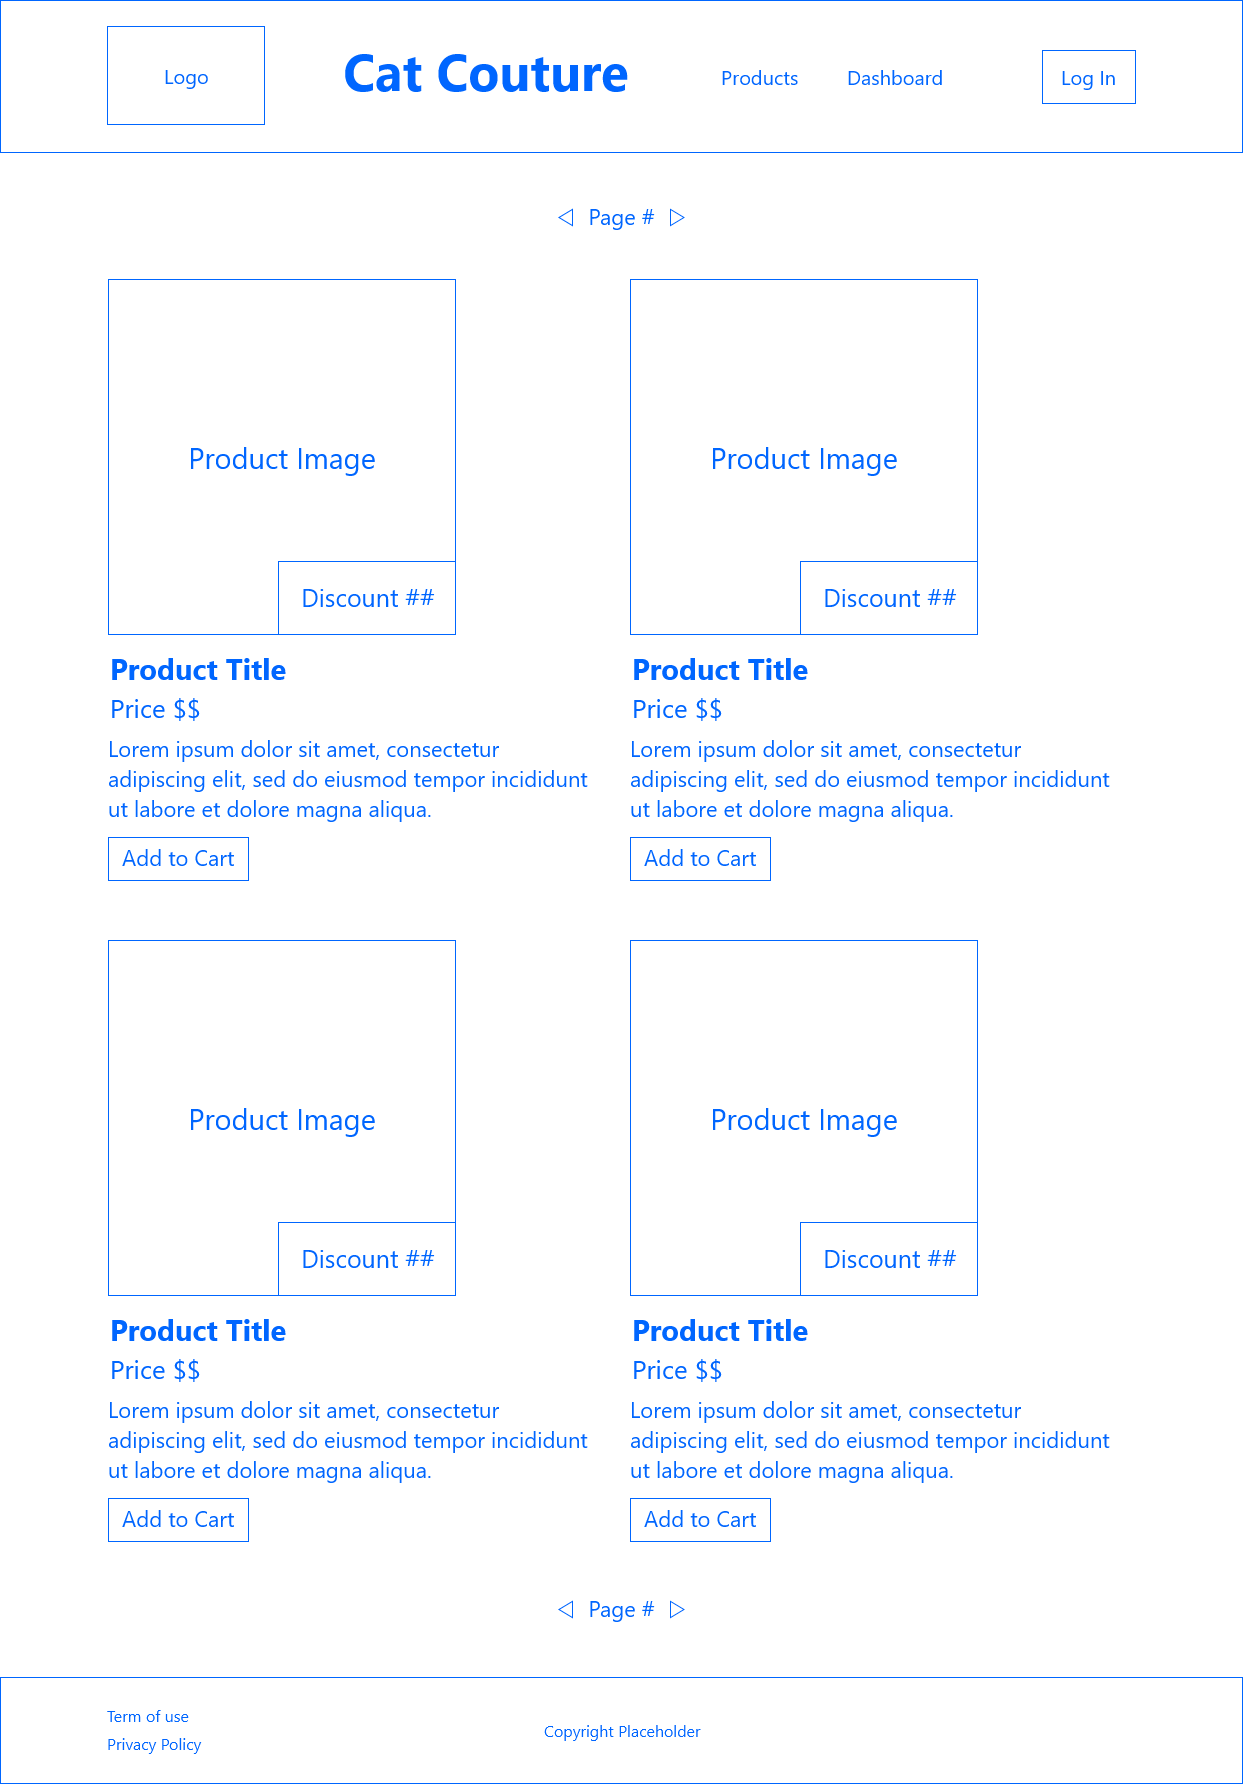 Logo
Cat Couture
Products
Dashboard
Log In
Page #
Product Image
Discount ##
Product Title
Price $$
Lorem ipsum dolor sit amet, consectetur
adipiscing elit, sed do eiusmod tempor incididunt
ut labore et dolore magna aliqua.
Add to Cart
Product Image
Discount ##
Product Title
Price $$
Lorem ipsum dolor sit amet, consectetur
adipiscing elit, sed do eiusmod tempor incididunt
ut labore et dolore magna aliqua.
Add to Cart
Product Image
Discount ##
Product Title
Price $$
Lorem ipsum dolor sit amet, consectetur
adipiscing elit, sed do eiusmod tempor incididunt
ut labore et dolore magna aliqua.
Add to Cart
Product Image
Discount ##
Product Title
Price $$
Lorem ipsum dolor sit amet, consectetur
adipiscing elit, sed do eiusmod tempor incididunt
ut labore et dolore magna aliqua.
Add to Cart
Page #
Term of use
Privacy Policy
Copyright Placeholder